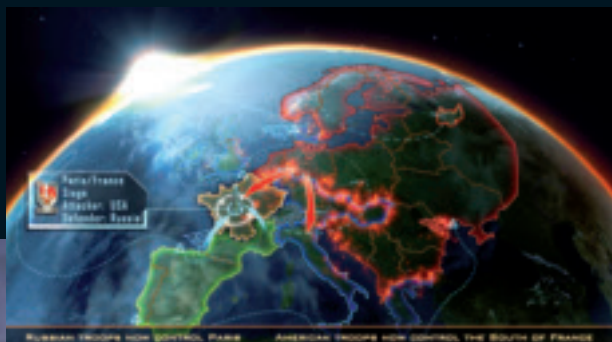 Paris/France
Siege
Attacker: USA
Defender: Russia
Russian troops now control Paris American troops now control the South of France